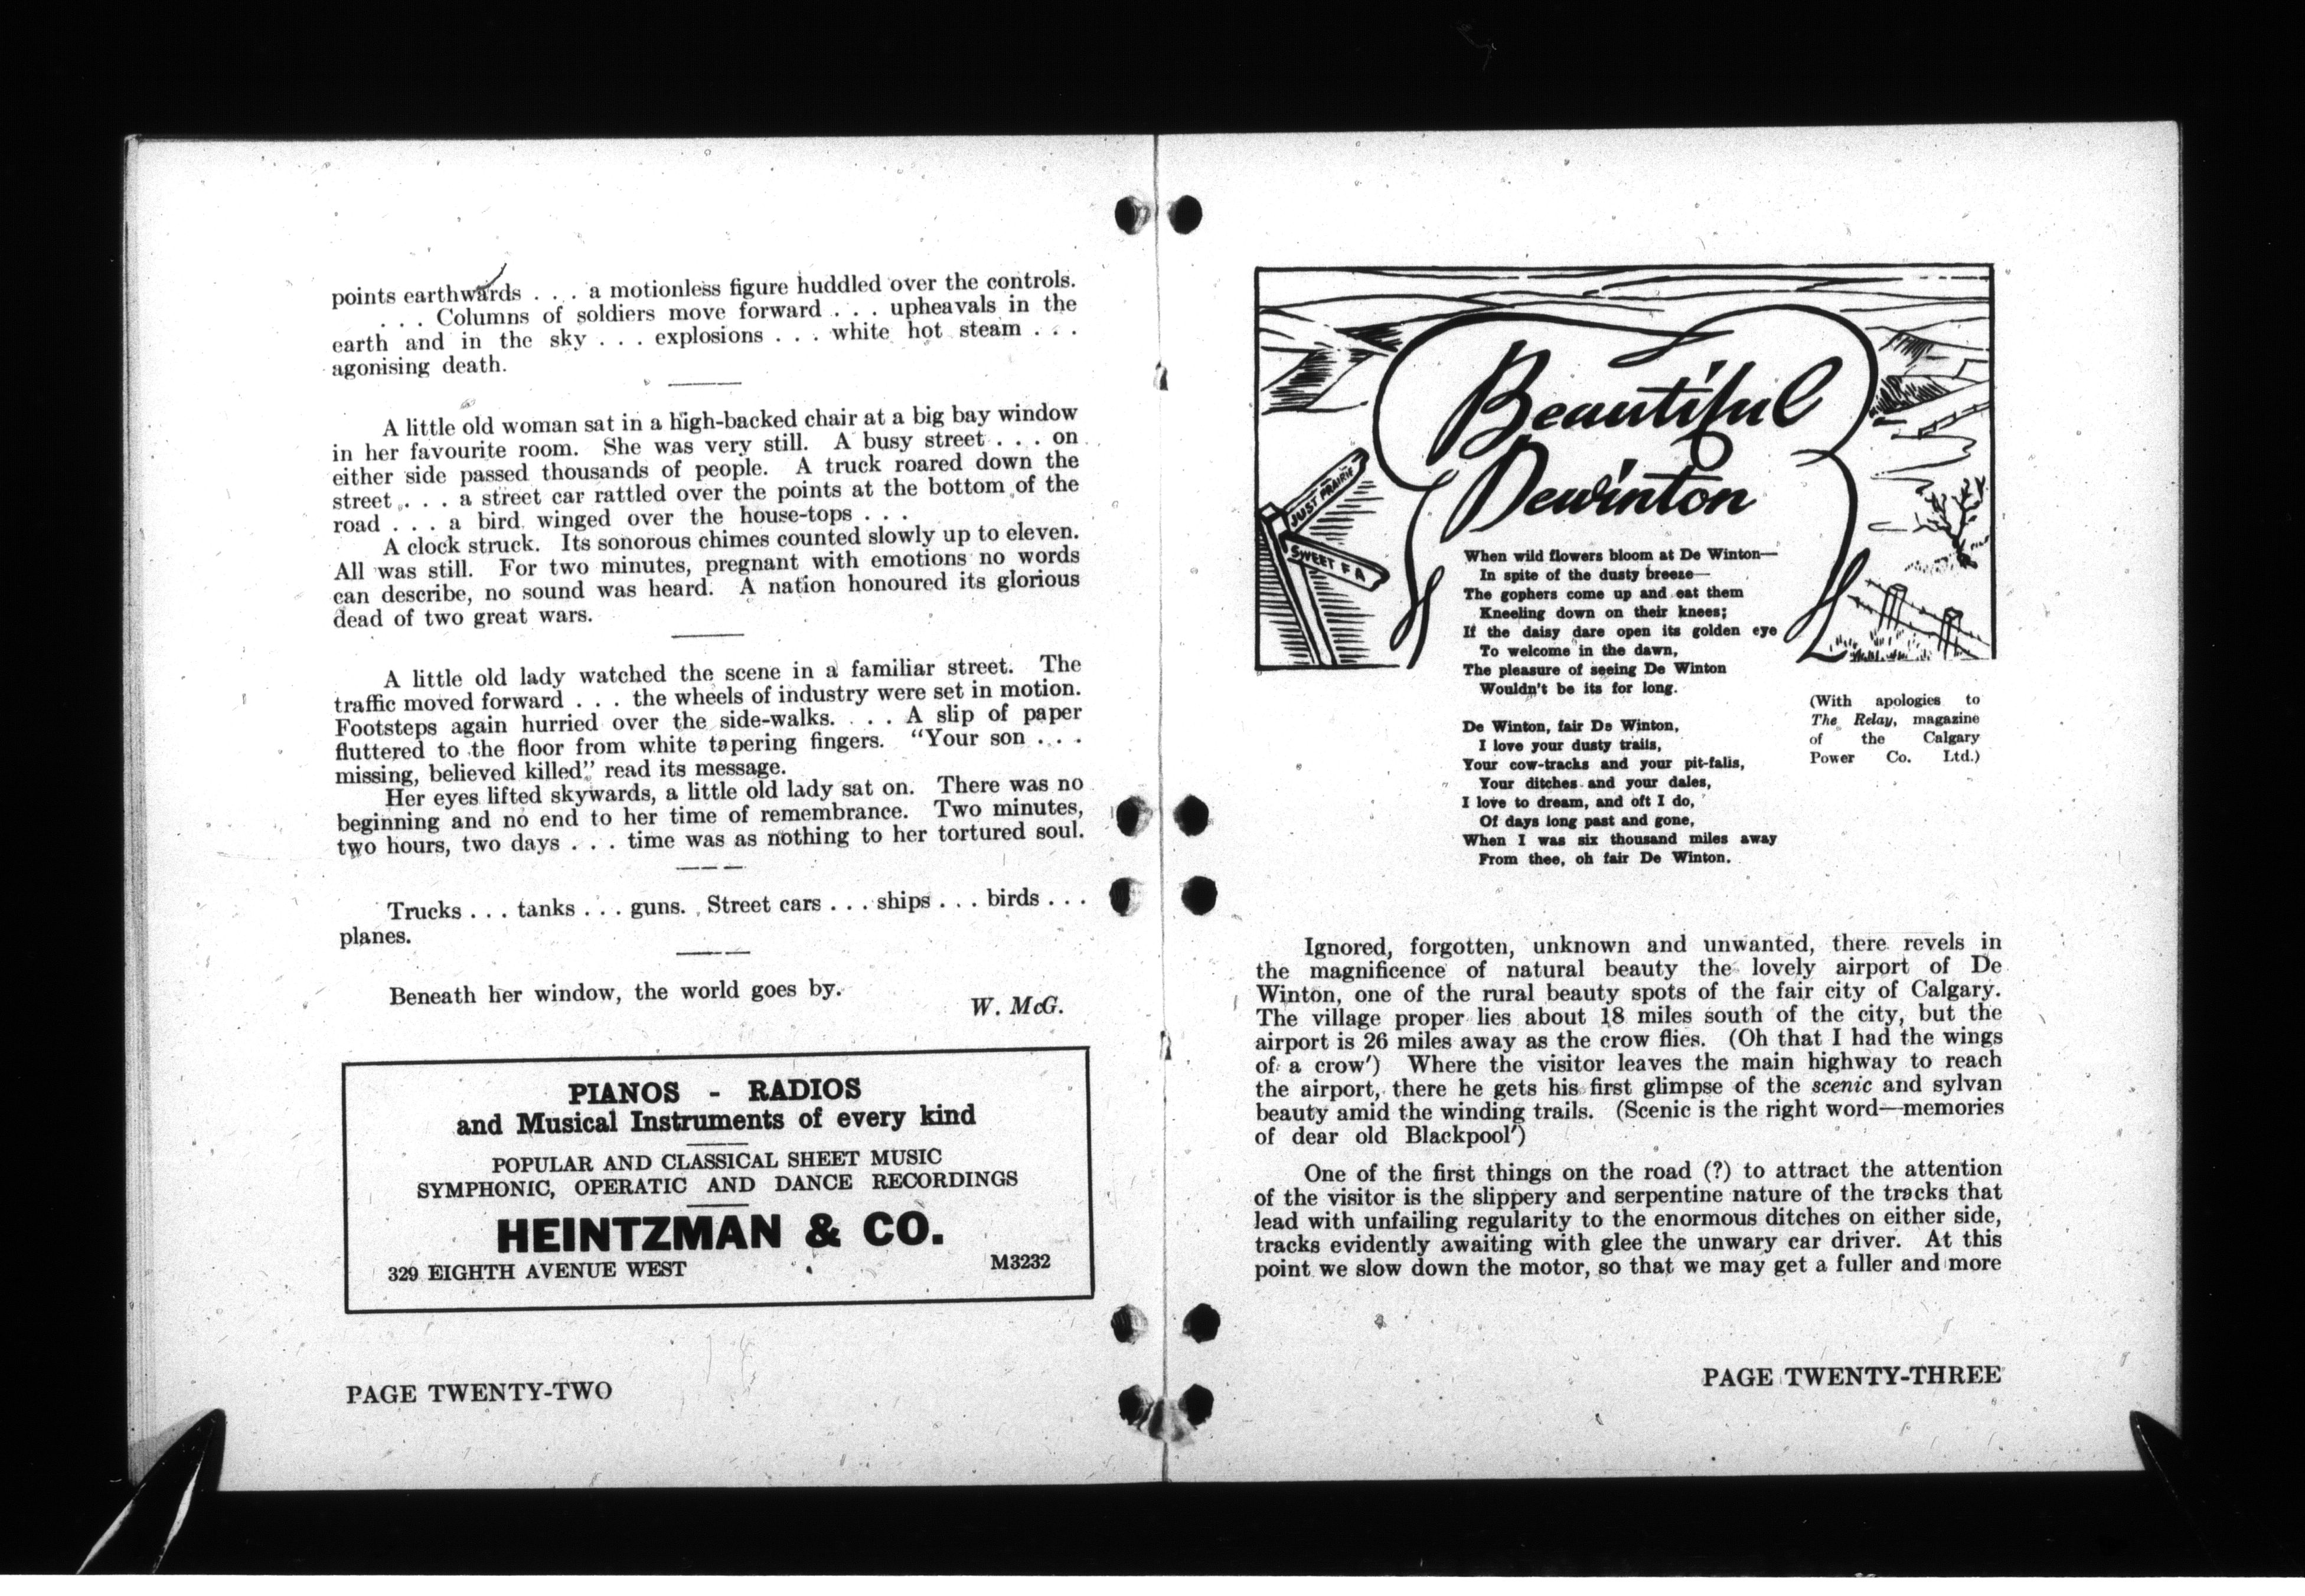 points earthwards . . . a motionless figure huddled over the controls.
. . . Columns of soldiers move forward . . . upheavals in the
earth and in the sky . . . explosions . . . white hot steam . . .
agonising death.
A little old woman sat in a high-backed chair at a big bay window
in her favourite room. She was very still. A busy street . . . on
either side passed thousands of people. A truck roared down the
street . . . a street car rattled over the points at the bottom of the
road . . . a bird winged over the house-tops . . .
A clock struck. Its sonorous chimes counted slowly up to eleven.
All was still. For two minutes, pregnant with emotions no words
can describe, no sound was heard. A nation honoured its glorious
dead of two great wars.
A little old lady watched the scene in a familiar street. The
traffic moved forward . . . the wheels of industry were set in motion.
Footsteps again hurried over the side-walks. . . . A slip of paper
fluttered to the floor from white tapering fingers. "Your son . . .
missing, believed killed" read its message.
Her eyes lifted skywards, a little old lady sat on. There was no
beginning and no end to her time of remembrance. Two minutes,
two hours, two days . . . time was as nothing to her tortured soul.
Trucks . . . tanks . . . guns. Street cars . . . ships . . . birds . . .
planes.
Beneath her window, the world goes by.
W. McG.
PIANOS - RADIOS
and Musical Instruments of every kind
POPULAR AND CLASSICAL SHEET MUSIC
SYMPHONIC, OPERATIC AND DANCE RECORDINGS
HEINTZMAN & CO.
329 EIGHTH AVENUE WEST M3232
PAGE TWENTY-TWO
Beautiful
Dewinton
JUST PRAIRIE
SWEET F A
When wild flowers bloom at De Winton—
In spite of the dusty breeze—
The gophers come up and eat them
Kneeling down on their knees;
If the daisy dare open its golden eye
To welcome in the dawn,
The pleasure of seeing De Winton
Wouldn't be its for long.
De Winton, fair De Winton,
I love your dusty trails,
Your cow-tracks and your pit-falls,
Your ditches and your dales,
I love to dream, and oft I do,
Of days long past and gone,
When I was six thousand miles away
From thee, oh fair De Winton.
(With apologies to
The Relay, magazine
of the Calgary
Power Co. Ltd.)
Ignored, forgotten, unknown and unwanted, there revels in
the magnificence of natural beauty the lovely airport of De
Winton, one of the rural beauty spots of the fair city of Calgary.
The village proper lies about 18 miles south of the city, but the
airport is 26 miles away as the crow flies. (Oh that I had the wings
of a crow') Where the visitor leaves the main highway to reach
the airport, there he gets his first glimpse of the scenic and sylvan
beauty amid the winding trails. (Scenic is the right word—memories
of dear old Blackpool')
One of the first things on the road (?) to attract the attention
of the visitor is the slippery and serpentine nature of the tracks that
lead with unfailing regularity to the enormous ditches on either side,
tracks evidently awaiting with glee the unwary car driver. At this
point we slow down the motor, so that we may get a fuller and more
PAGE TWENTY-THREE